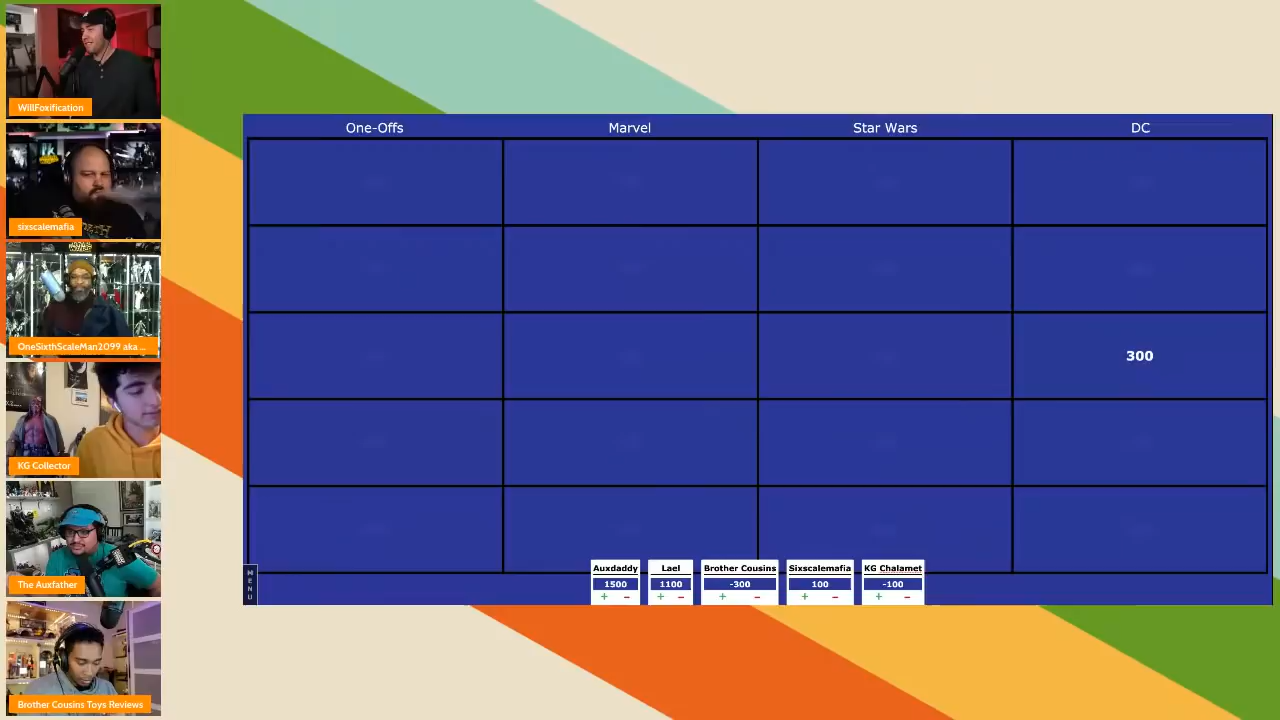 WillFoxification
sixscalemafia
OneSixthScaleMan2099 aka ...
KG Collector
The Auxfather
Brother Cousins Toys Reviews
One-Offs Marvel Star Wars DC
300
MENU
Auxdaddy Lael Brother Cousins Sixscalemafia KG Chalamet
1500 1100 -300 100 -100
+ − + − + − + − + −